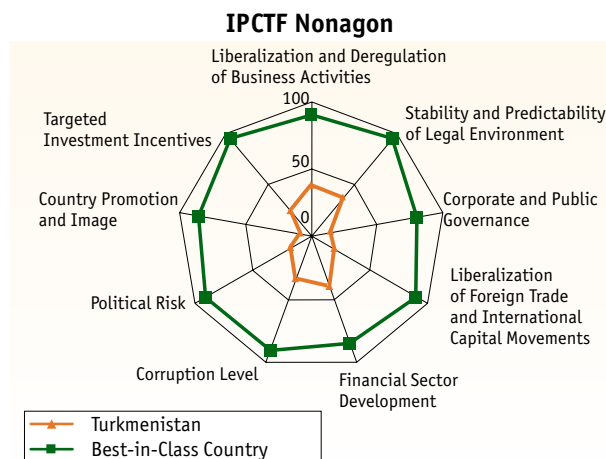 IPCTF Nonagon
Liberalization and Deregulation
of Business Activities
100
50
0
Stability and Predictability
of Legal Environment
Corporate and Public
Governance
Liberalization
of Foreign Trade
and International
Capital Movements
Financial Sector
Development
Corruption Level
Political Risk
Country Promotion
and Image
Targeted
Investment Incentives
Turkmenistan
Best-in-Class Country